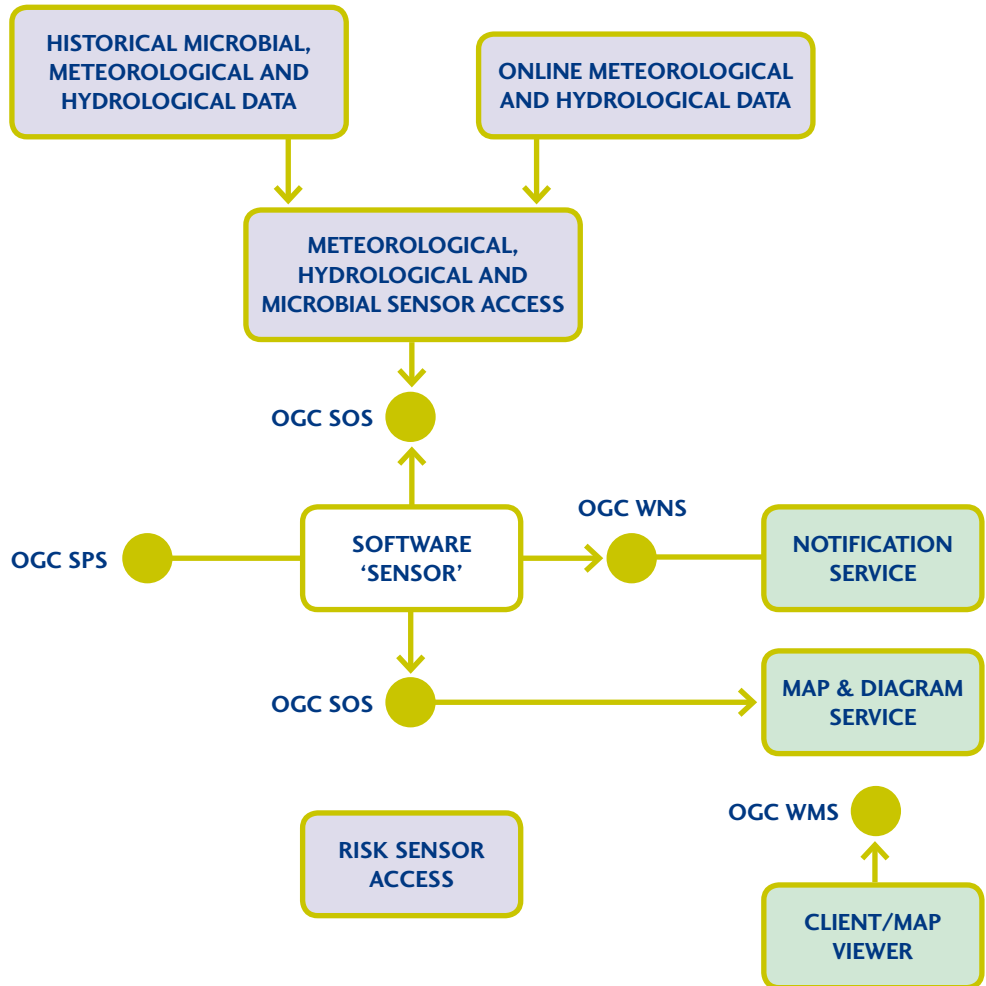 HISTORICAL MICROBIAL,
METEOROLOGICAL AND
HYDROLOGICAL DATA
ONLINE METEOROLOGICAL
AND HYDROLOGICAL DATA
METEOROLOGICAL,
HYDROLOGICAL AND
MICROBIAL SENSOR ACCESS
OGC SOS
OGC SPS
SOFTWARE
‘SENSOR’
OGC WNS
NOTIFICATION
SERVICE
OGC SOS
MAP & DIAGRAM
SERVICE
OGC WMS
RISK SENSOR
ACCESS
CLIENT/MAP
VIEWER